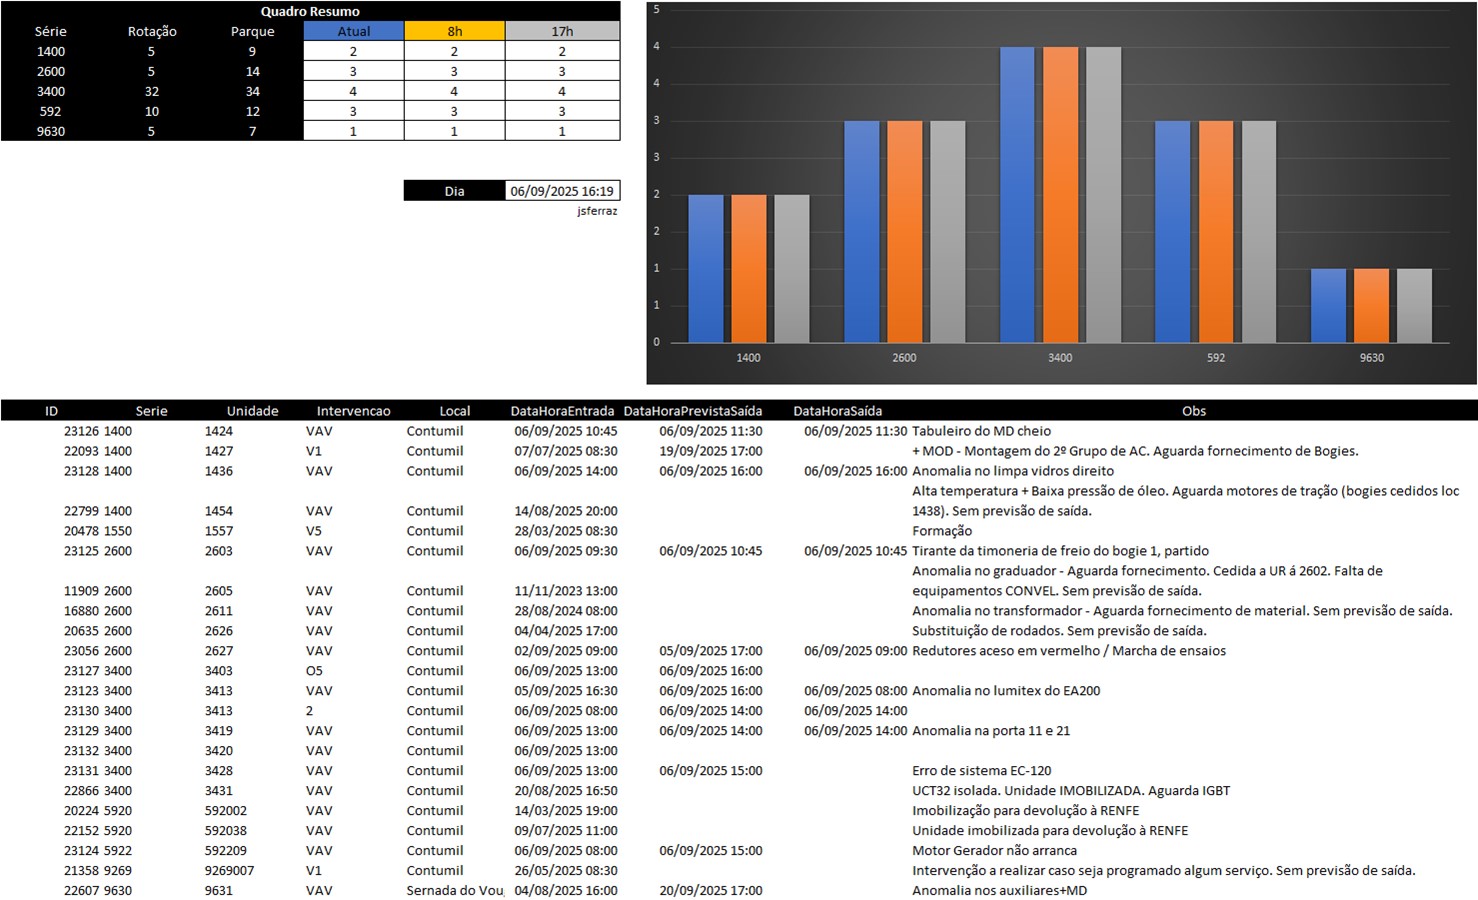 Quadro Resumo
Série Rotação Parque Atual 8h 17h
1400 5 9 2 2 2
2600 5 14 3 3 3
3400 32 34 4 4 4
592 10 12 3 3 3
9630 5 7 1 1 1
Dia 06/09/2025 16:19
jsferraz
5
4
4
3
3
2
2
1
1
0
1400 2600 3400 592 9630
ID Serie Unidade Intervencao Local DataHoraEntrada DataHoraPrevistaSaída DataHoraSaída Obs
23126 1400 1424 VAV Contumil 06/09/2025 10:45 06/09/2025 11:30 06/09/2025 11:30 Tabuleiro do MD cheio
22093 1400 1427 V1 Contumil 07/07/2025 08:30 19/09/2025 17:00 + MOD - Montagem do 2º Grupo de AC. Aguarda fornecimento de Bogies.
23128 1400 1436 VAV Contumil 06/09/2025 14:00 06/09/2025 16:00 06/09/2025 16:00 Anomalia no limpa vidros direito
Alta temperatura + Baixa pressão de óleo. Aguarda motores de tração (bogies cedidos loc
22799 1400 1454 VAV Contumil 14/08/2025 20:00 1438). Sem previsão de saída.
20478 1550 1557 V5 Contumil 28/03/2025 08:30 Formação
23125 2600 2603 VAV Contumil 06/09/2025 09:30 06/09/2025 10:45 06/09/2025 10:45 Tirante da timoneria de freio do bogie 1, partido
Anomalia no graduador - Aguarda fornecimento. Cedida a UR á 2602. Falta de
11909 2600 2605 VAV Contumil 11/11/2023 13:00 equipamentos CONVEL. Sem previsão de saída.
16880 2600 2611 VAV Contumil 28/08/2024 08:00 Anomalia no transformador - Aguarda fornecimento de material. Sem previsão de saída.
20635 2600 2626 VAV Contumil 04/04/2025 17:00 Substituição de rodados. Sem previsão de saída.
23056 2600 2627 VAV Contumil 02/09/2025 09:00 05/09/2025 17:00 06/09/2025 09:00 Redutores aceso em vermelho / Marcha de ensaios
23127 3400 3403 O5 Contumil 06/09/2025 13:00 06/09/2025 16:00
23123 3400 3413 VAV Contumil 05/09/2025 16:30 06/09/2025 16:00 06/09/2025 08:00 Anomalia no lumitex do EA200
23130 3400 3413 2 Contumil 06/09/2025 08:00 06/09/2025 14:00 06/09/2025 14:00
23129 3400 3419 VAV Contumil 06/09/2025 13:00 06/09/2025 14:00 06/09/2025 14:00 Anomalia na porta 11 e 21
23132 3400 3420 VAV Contumil 06/09/2025 13:00
23131 3400 3428 VAV Contumil 06/09/2025 13:00 06/09/2025 15:00 Erro de sistema EC-120
22866 3400 3431 VAV Contumil 20/08/2025 16:50 UCT32 isolada. Unidade IMOBILIZADA. Aguarda IGBT
20224 5920 592002 VAV Contumil 14/03/2025 19:00 Imobilização para devolução à RENFE
22152 5920 592038 VAV Contumil 09/07/2025 11:00 Unidade imobilizada para devolução à RENFE
23124 5922 592209 VAV Contumil 06/09/2025 08:00 06/09/2025 15:00 Motor Gerador não arranca
21358 9269 9269007 V1 Contumil 26/05/2025 08:30 Intervenção a realizar caso seja programado algum serviço. Sem previsão de saída.
22607 9630 9631 VAV Sernada do Vou 04/08/2025 16:00 20/09/2025 17:00 Anomalia nos auxiliares+MD